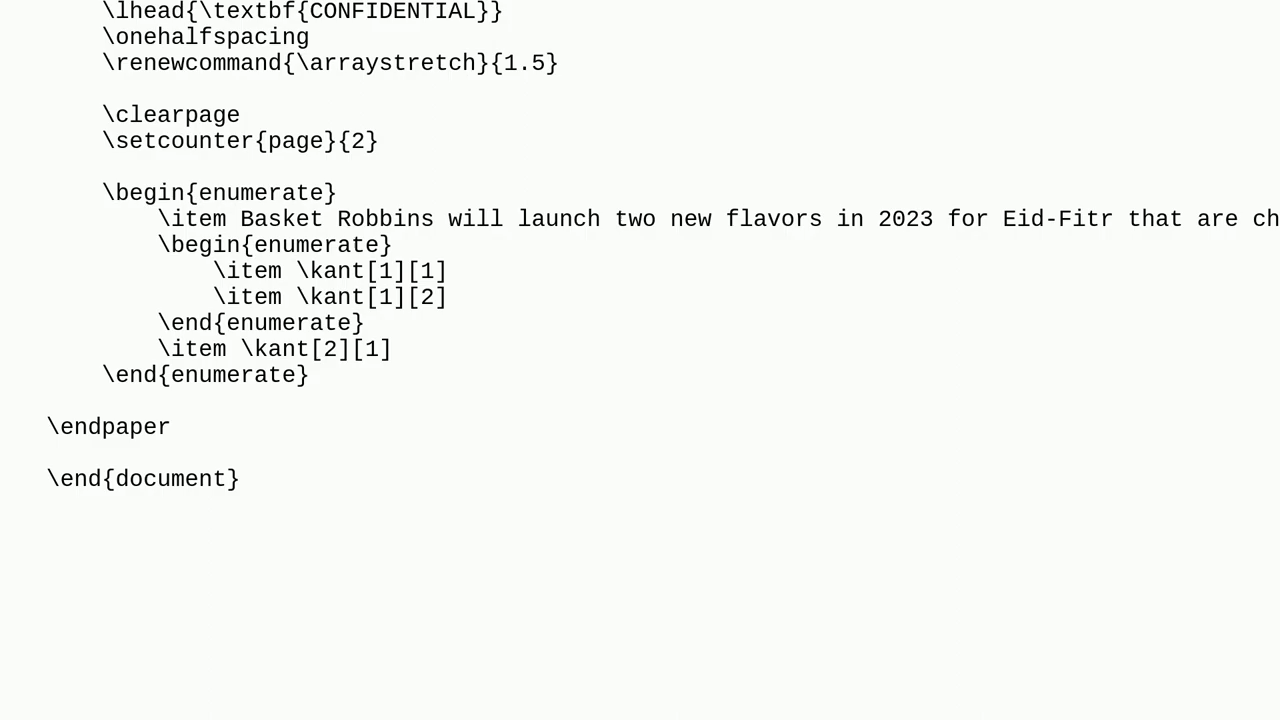 \lhead{\textbf{CONFIDENTIAL}}
\onehalfspacing
\renewcommand{\arraystretch}{1.5}
\clearpage
\setcounter{page}{2}
\begin{enumerate}
\item Basket Robbins will launch two new flavors in 2023 for Eid-Fitr that are ch
\begin{enumerate}
\item \kant[1][1]
\item \kant[1][2]
\end{enumerate}
\item \kant[2][1]
\end{enumerate}
\endpaper
\end{document}